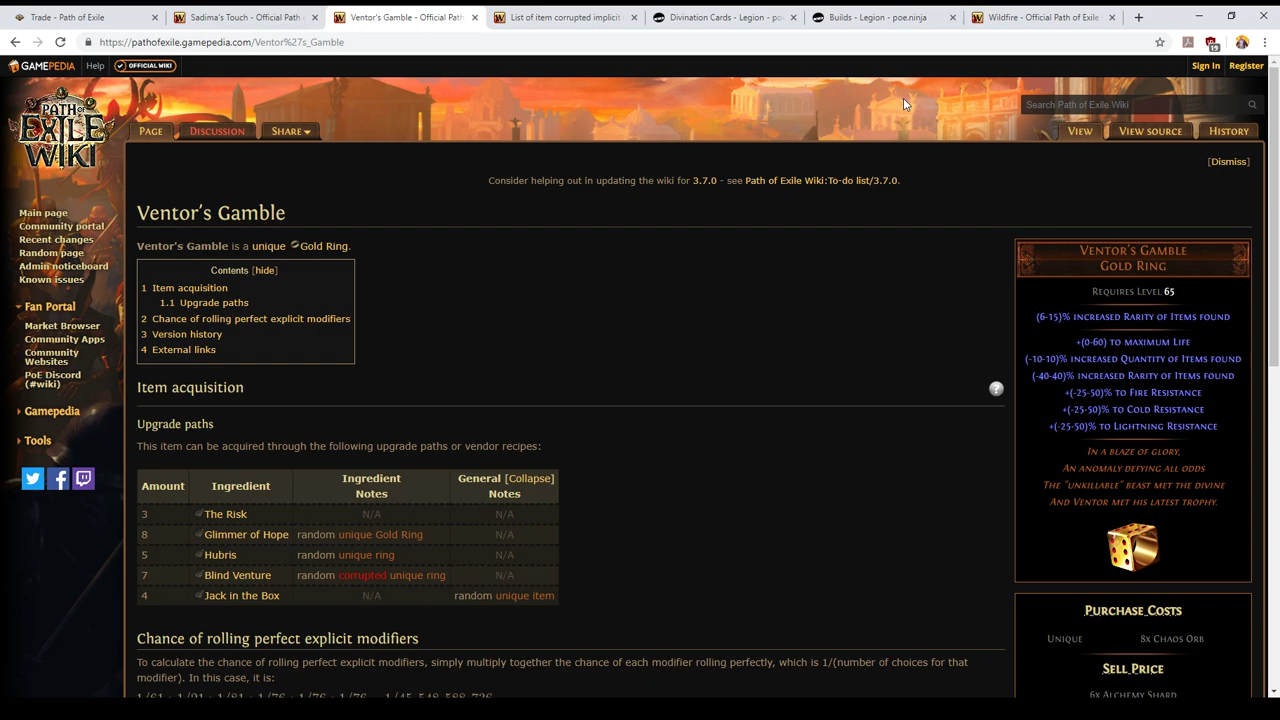 Trade - Path of Exile
Sadima's Touch - Official Path
Ventor's Gamble - Official Path
List of item corrupted implicit
Divination Cards - Legion - poe
Builds - Legion - poe.ninja
Wildfire - Official Path of Exile
https://pathofexile.gamepedia.com/Ventor%27s_Gamble
19
GAMEPEDIA
Help
OFFICIAL WIKI
Sign In
Register
PATH OF EXILE WIKI
Search Path of Exile Wiki
PAGE
DISCUSSION
SHARE
VIEW
VIEW SOURCE
HISTORY
[Dismiss]
Consider helping out in updating the wiki for 3.7.0 - see Path of Exile Wiki:To-do list/3.7.0.
Main page
Community portal
Recent changes
Random page
Admin noticeboard
Known issues
Fan Portal
Market Browser
Community Apps
Community
Websites
PoE Discord
(#wiki)
Gamepedia
Tools
Ventor's Gamble
Ventor's Gamble is a unique Gold Ring.
Contents [hide]
1 Item acquisition
1.1 Upgrade paths
2 Chance of rolling perfect explicit modifiers
3 Version history
4 External links
Item acquisition
?
Upgrade paths
This item can be acquired through the following upgrade paths or vendor recipes:
Amount Ingredient Ingredient Notes General [Collapse] Notes
3 The Risk N/A N/A
8 Glimmer of Hope random unique Gold Ring N/A
5 Hubris random unique ring N/A
7 Blind Venture random corrupted unique ring N/A
4 Jack in the Box N/A random unique item
Chance of rolling perfect explicit modifiers
To calculate the chance of rolling perfect explicit modifiers, simply multiply together the chance of each modifier rolling perfectly, which is 1/(number of choices for that
modifier). In this case, it is:
VENTOR'S GAMBLE
GOLD RING
REQUIRES LEVEL 65
(6-15)% INCREASED RARITY OF ITEMS FOUND
+(0-60) TO MAXIMUM LIFE
(-10-10)% INCREASED QUANTITY OF ITEMS FOUND
(-40-40)% INCREASED RARITY OF ITEMS FOUND
+(-25-50)% TO FIRE RESISTANCE
+(-25-50)% TO COLD RESISTANCE
+(-25-50)% TO LIGHTNING RESISTANCE
IN A BLAZE OF GLORY,
AN ANOMALY DEFYING ALL ODDS
THE "UNKILLABLE" BEAST MET THE DIVINE
AND VENTOR MET HIS LATEST TROPHY.
PURCHASE COSTS
UNIQUE 8X CHAOS ORB
SELL PRICE
6X ALCHEMY SHARD